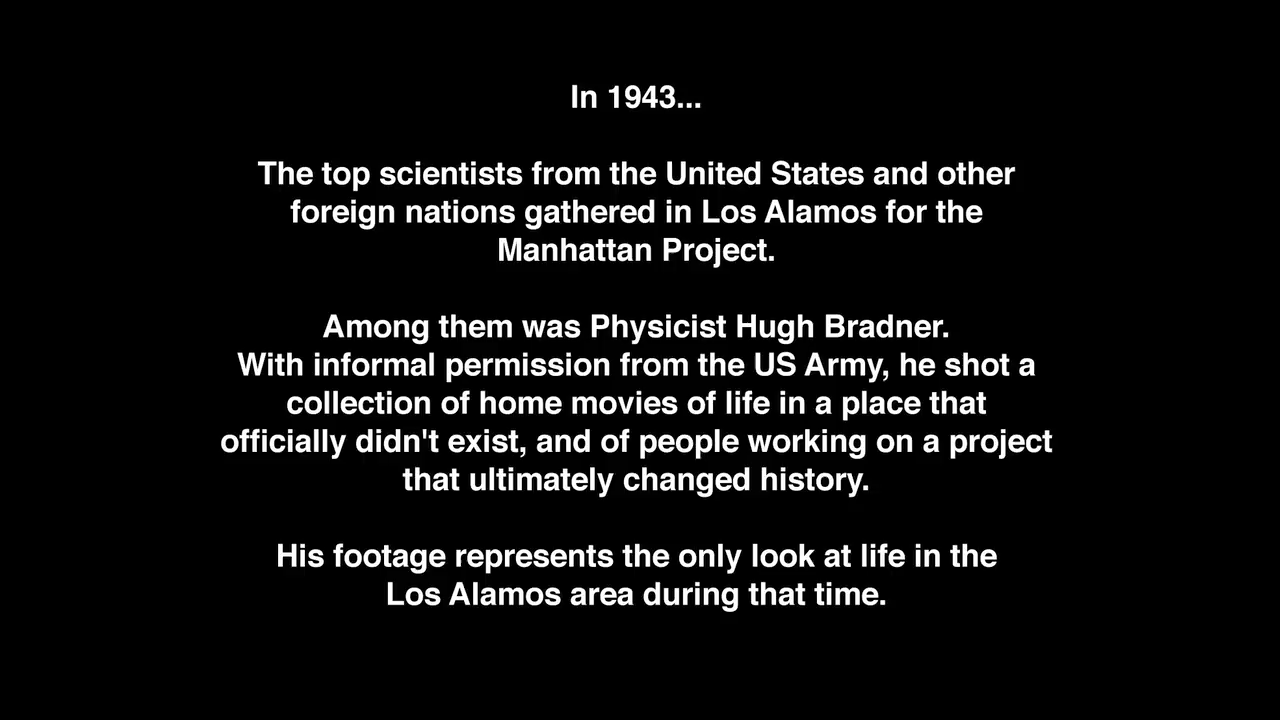 In 1943...
The top scientists from the United States and other
foreign nations gathered in Los Alamos for the
Manhattan Project.
Among them was Physicist Hugh Bradner.
With informal permission from the US Army, he shot a
collection of home movies of life in a place that
officially didn't exist, and of people working on a project
that ultimately changed history.
His footage represents the only look at life in the
Los Alamos area during that time.